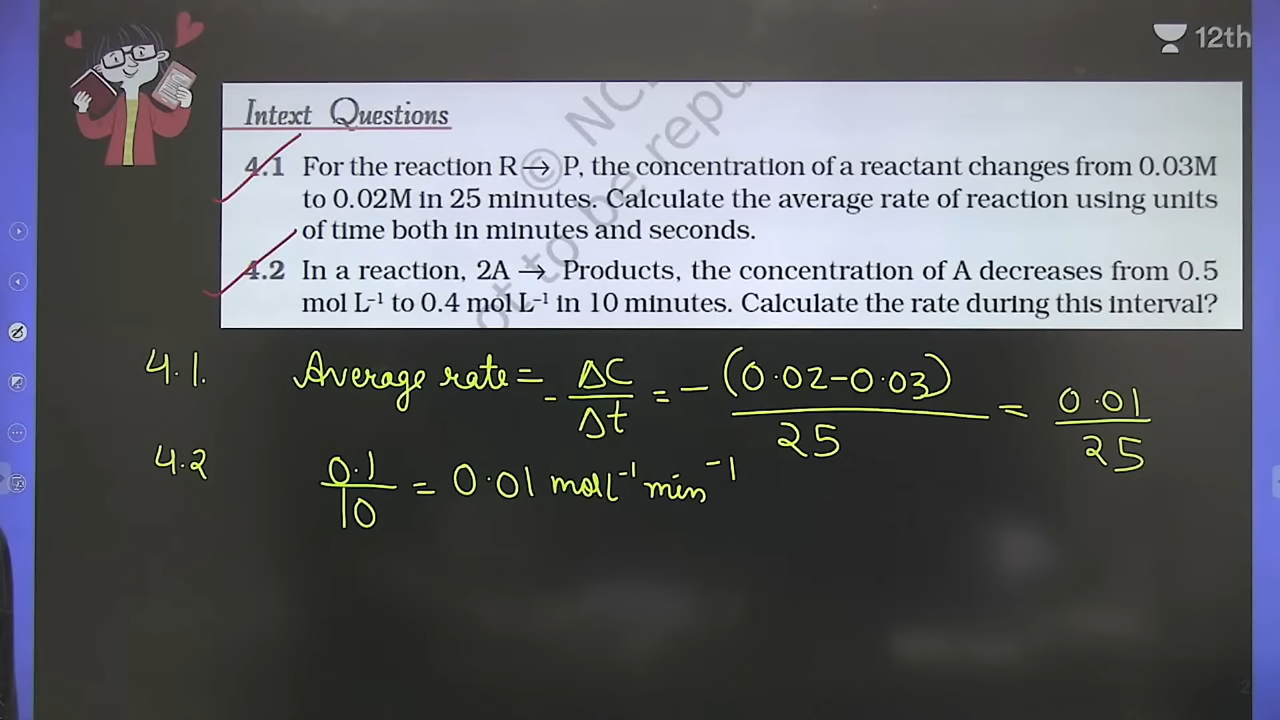 12th
Intext Questions
4.1 For the reaction R → P, the concentration of a reactant changes from 0.03M
to 0.02M in 25 minutes. Calculate the average rate of reaction using units
of time both in minutes and seconds.
4.2 In a reaction, 2A → Products, the concentration of A decreases from 0.5
mol L⁻¹ to 0.4 mol L⁻¹ in 10 minutes. Calculate the rate during this interval?
4.1. Average rate = - ΔC/Δt = - (0.02-0.03)/25 = 0.01/25
4.2 0.1/10 = 0.01 mol L⁻¹ min⁻¹